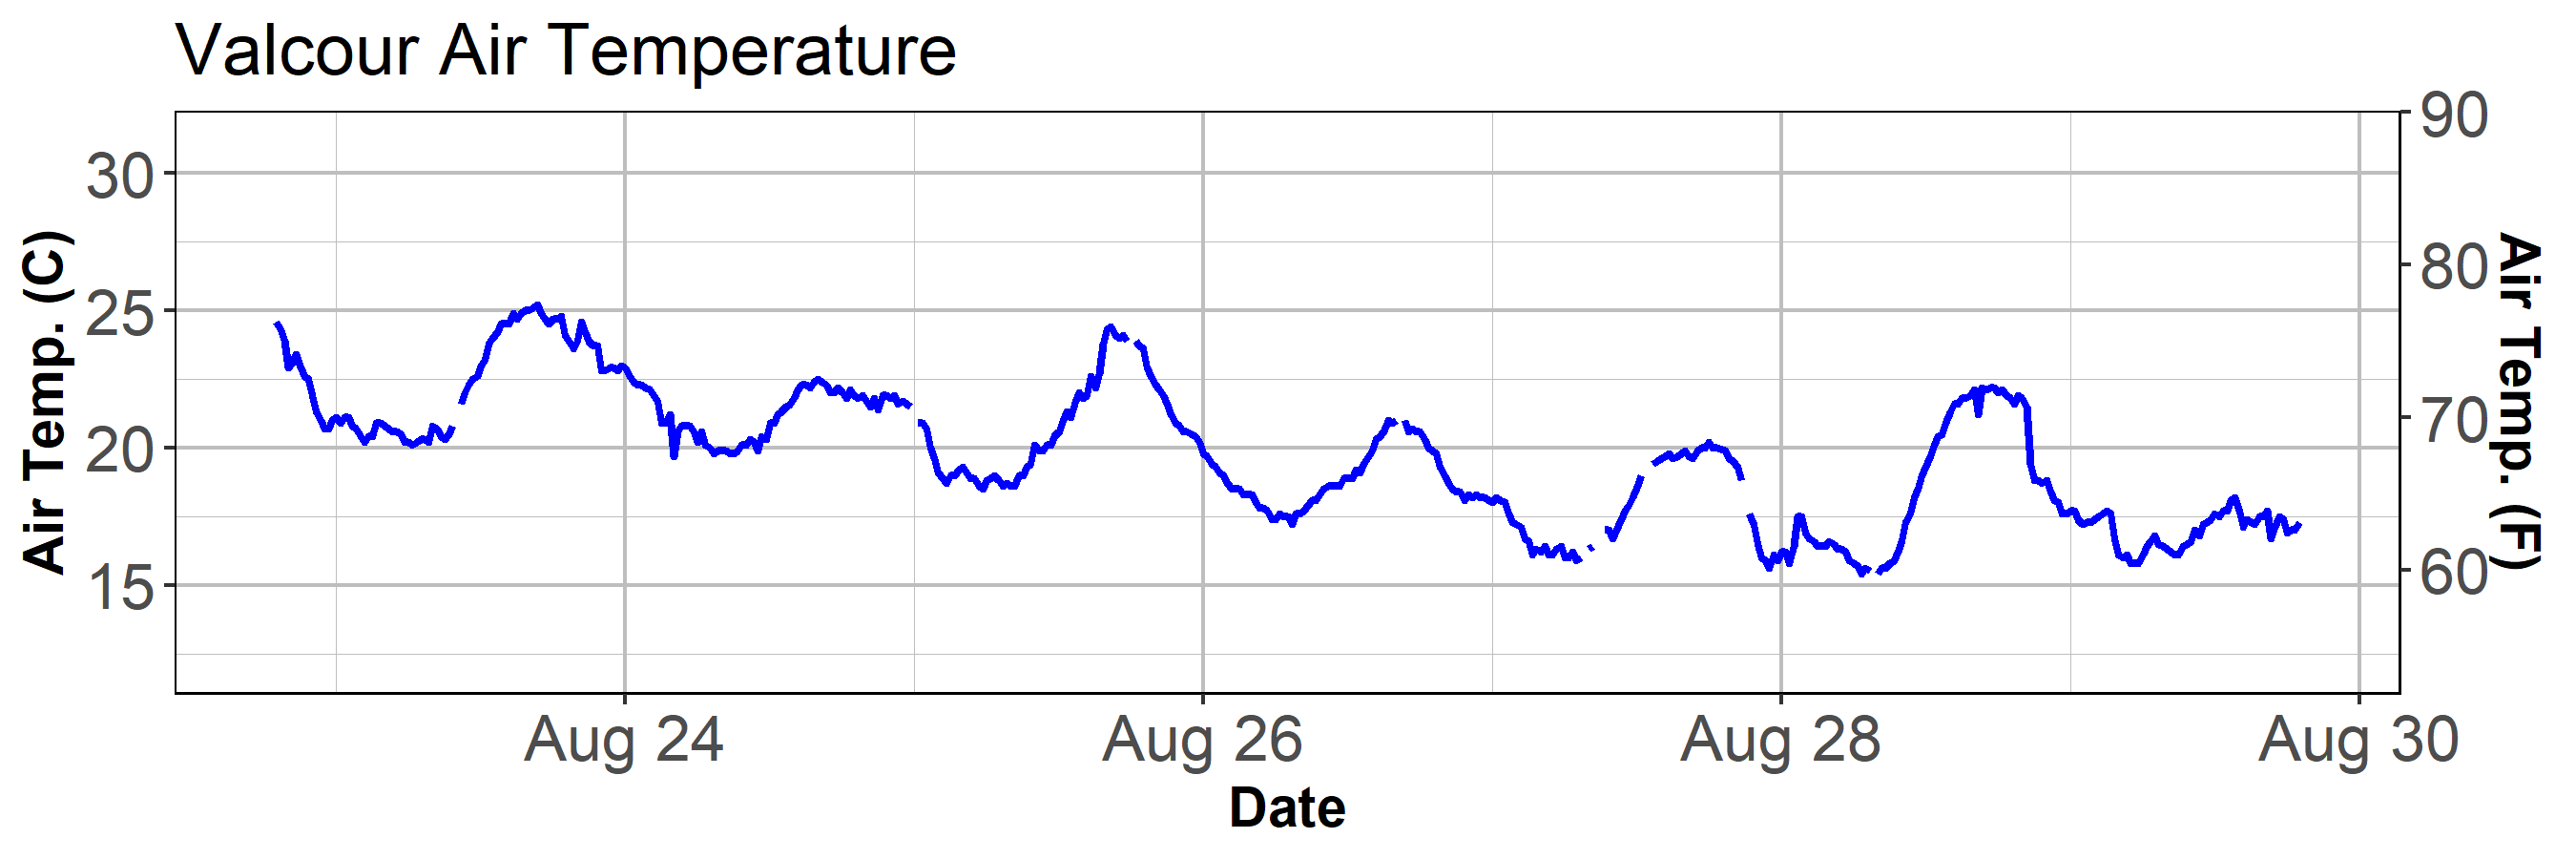 Valcour Air Temperature
Air Temp. (C)
30
25
20
15
90
80
70
60
Air Temp. (F)
Aug 24
Aug 26
Aug 28
Aug 30
Date